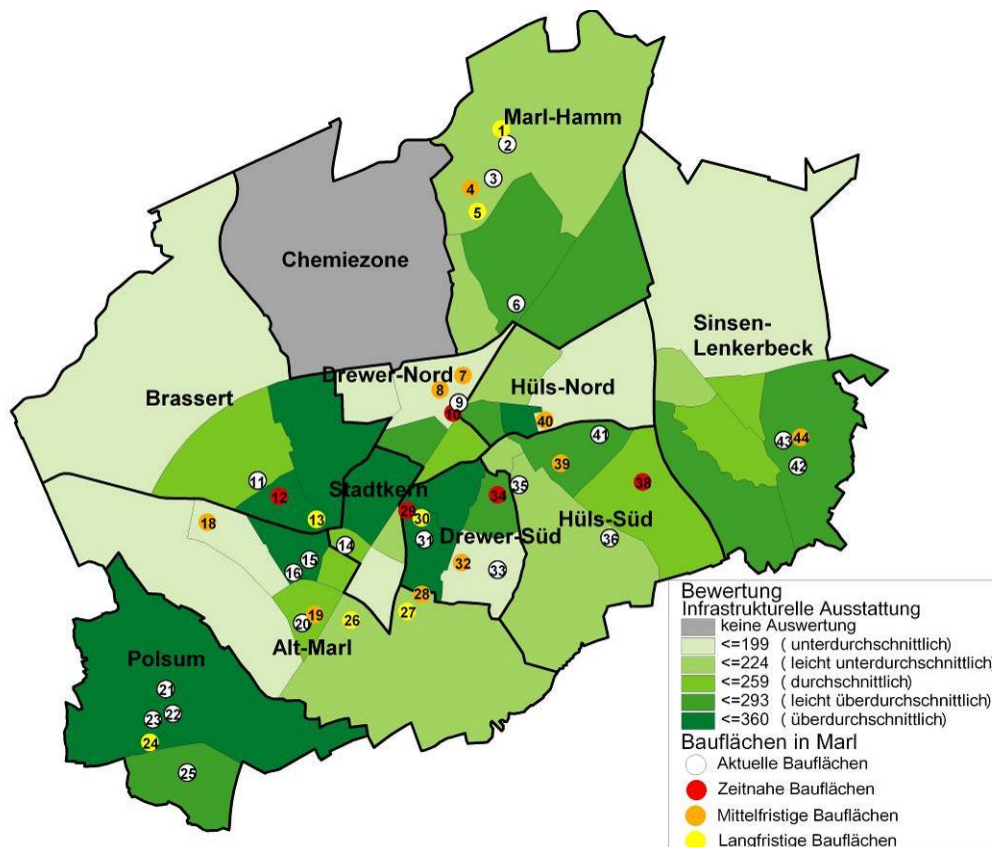 Marl-Hamm
1
2
3
4
5
Chemiezone
6
Sinsen-
Lenkerbeck
Drewer-Nord
7
8
9
10
Hüls-Nord
40
Brassert
41
39
43
44
42
11
12
13
Stadtkern
29
30
31
34
35
38
Hüls-Süd
36
Drewer-Süd
18
14
15
16
32
33
28
27
19
20
26
Alt-Marl
Polsum
21
22
23
24
25
Bewertung
Infrastrukturelle Ausstattung
keine Auswertung
<=199 ( unterdurchschnittlich)
<=224 ( leicht unterdurchschnittlich)
<=259 ( durchschnittlich)
<=293 ( leicht überdurchschnittlich)
<=360 ( überdurchschnittlich)
Bauflächen in Marl
Aktuelle Bauflächen
Zeitnahe Bauflächen
Mittelfristige Bauflächen
Langfristige Bauflächen